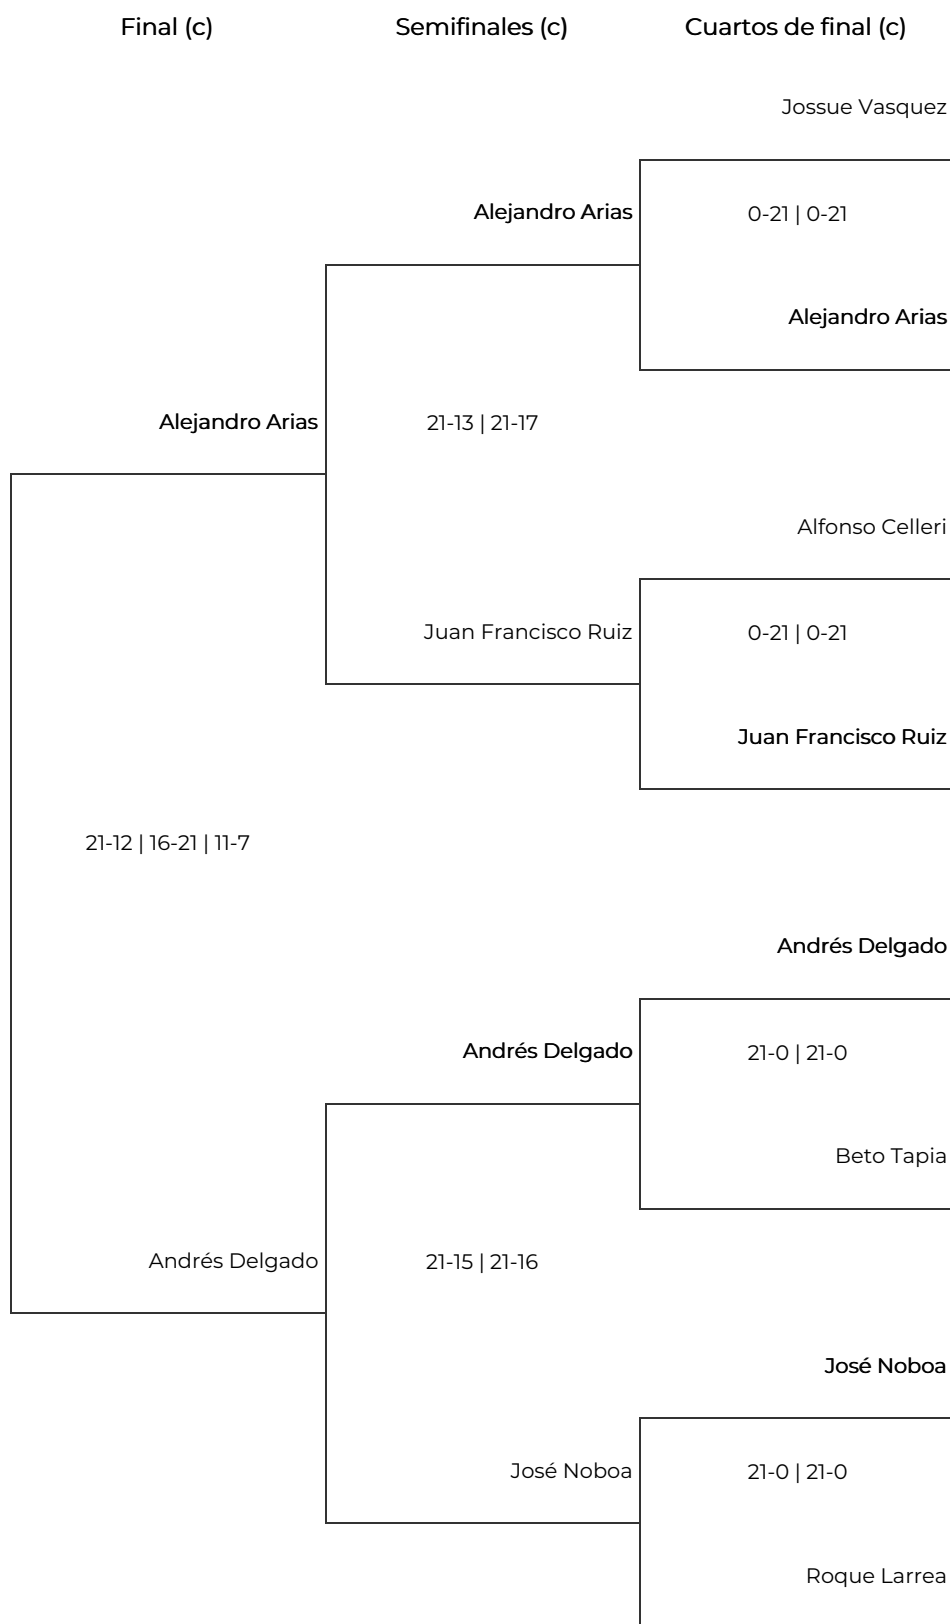 Final (c)
Semifinales (c)
Cuartos de final (c)
Jossue Vasquez
Alejandro Arias
0-21 | 0-21
Alejandro Arias
Alejandro Arias
21-13 | 21-17
Alfonso Celleri
Juan Francisco Ruiz
0-21 | 0-21
Juan Francisco Ruiz
21-12 | 16-21 | 11-7
Andrés Delgado
Andrés Delgado
21-0 | 21-0
Beto Tapia
Andrés Delgado
21-15 | 21-16
José Noboa
José Noboa
21-0 | 21-0
Roque Larrea